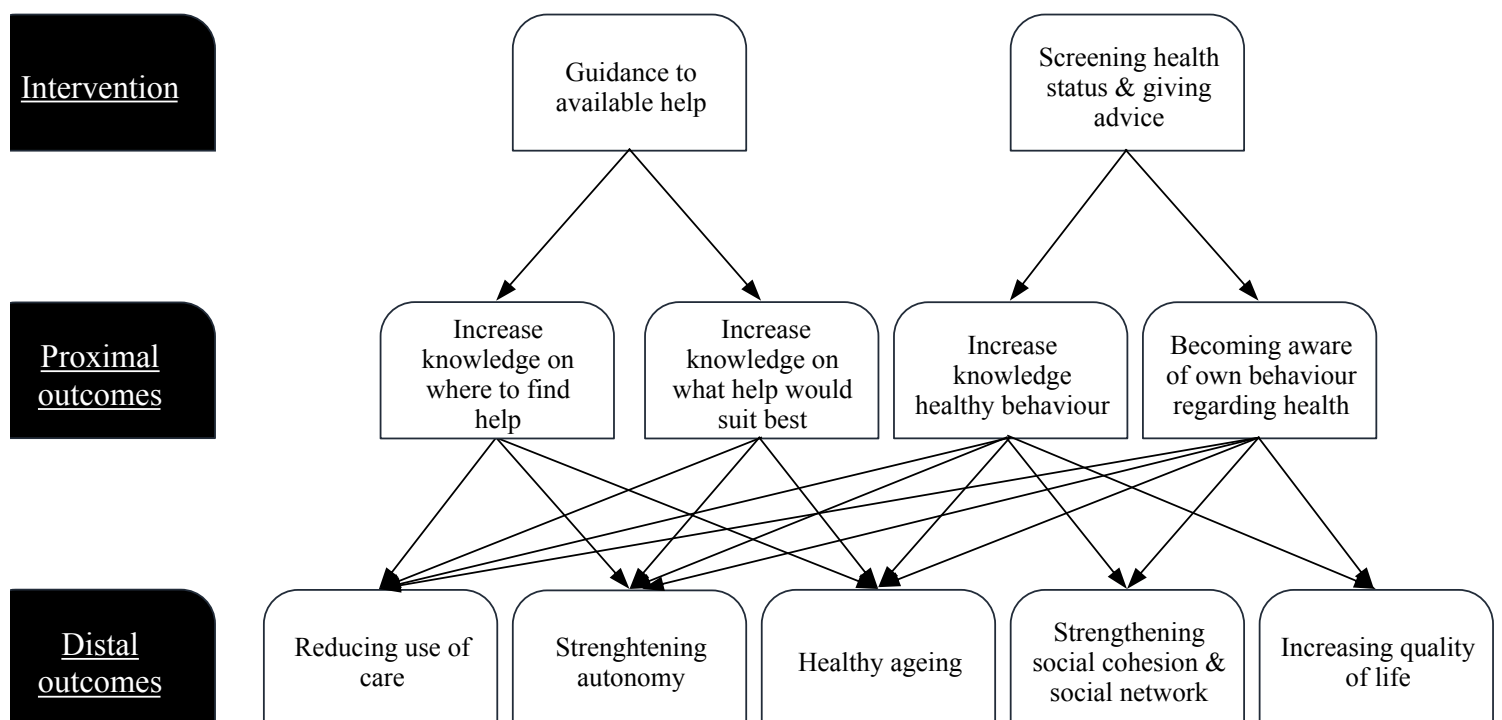 Intervention
Guidance to
available help
Screening health
status & giving
advice
Proximal
outcomes
Increase
knowledge on
where to find
help
Increase
knowledge on
what help would
suit best
Increase
knowledge
healthy behaviour
Becoming aware
of own behaviour
regarding health
Distal
outcomes
Reducing use of
care
Strenghtening
autonomy
Healthy ageing
Strengthening
social cohesion &
social network
Increasing quality
of life